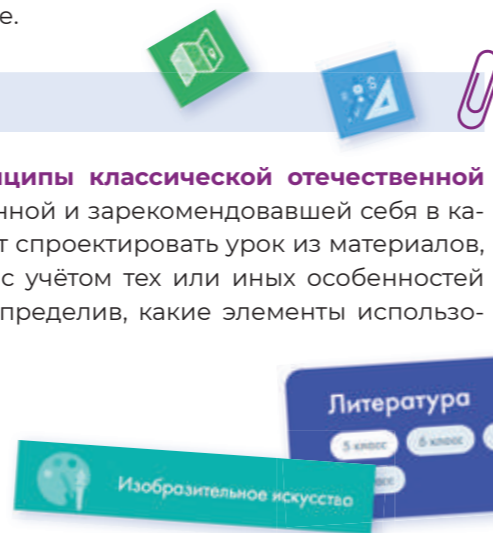 е.
ципы классической отечественной
нной и зарекомендовавшей себя в ка-
т спроектировать урок из материалов,
с учётом тех или иных особенностей
пределив, какие элементы использо-
Литература
5 класс 6 класс
асс
Изобразительное искусство